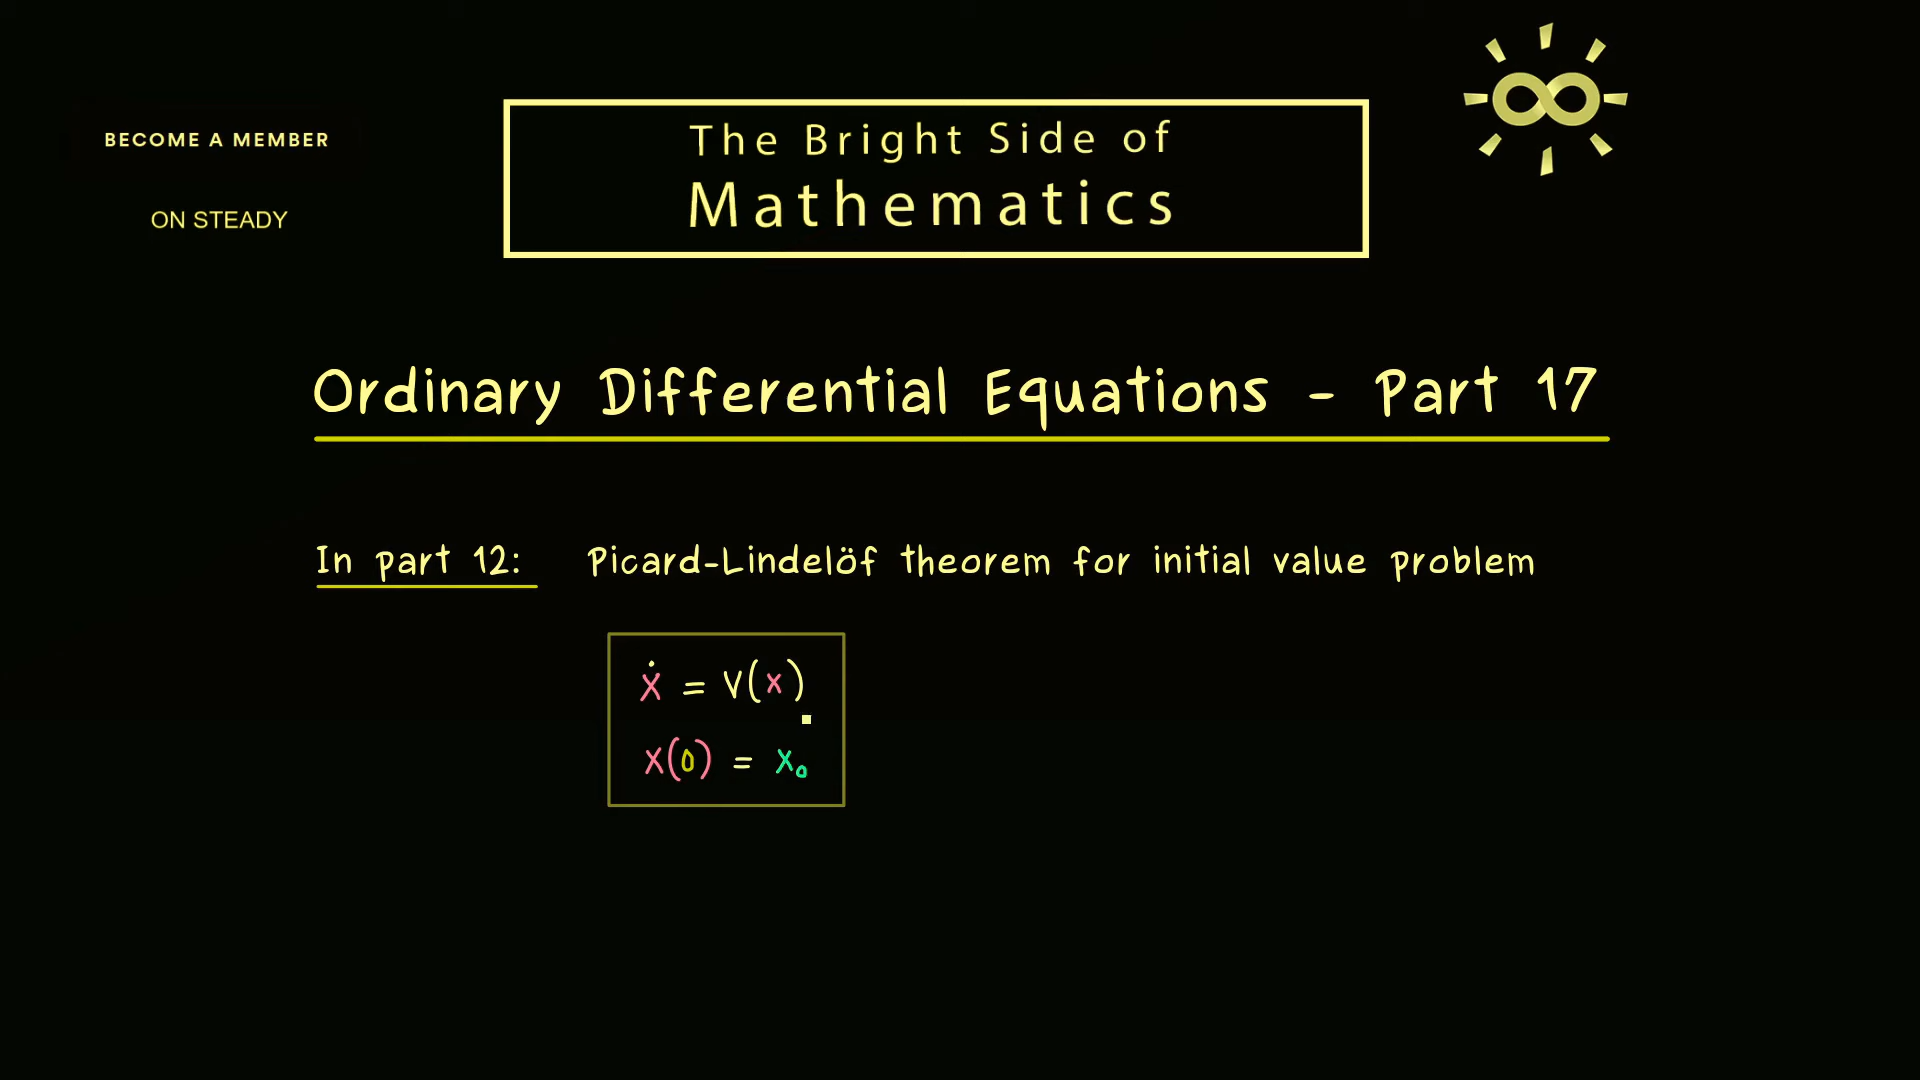 BECOME A MEMBER
ON STEADY
The Bright Side of
Mathematics
Ordinary Differential Equations - Part 17
In part 12: Picard-Lindelöf theorem for initial value problem
ẋ = v(x)
x(0) = x₀